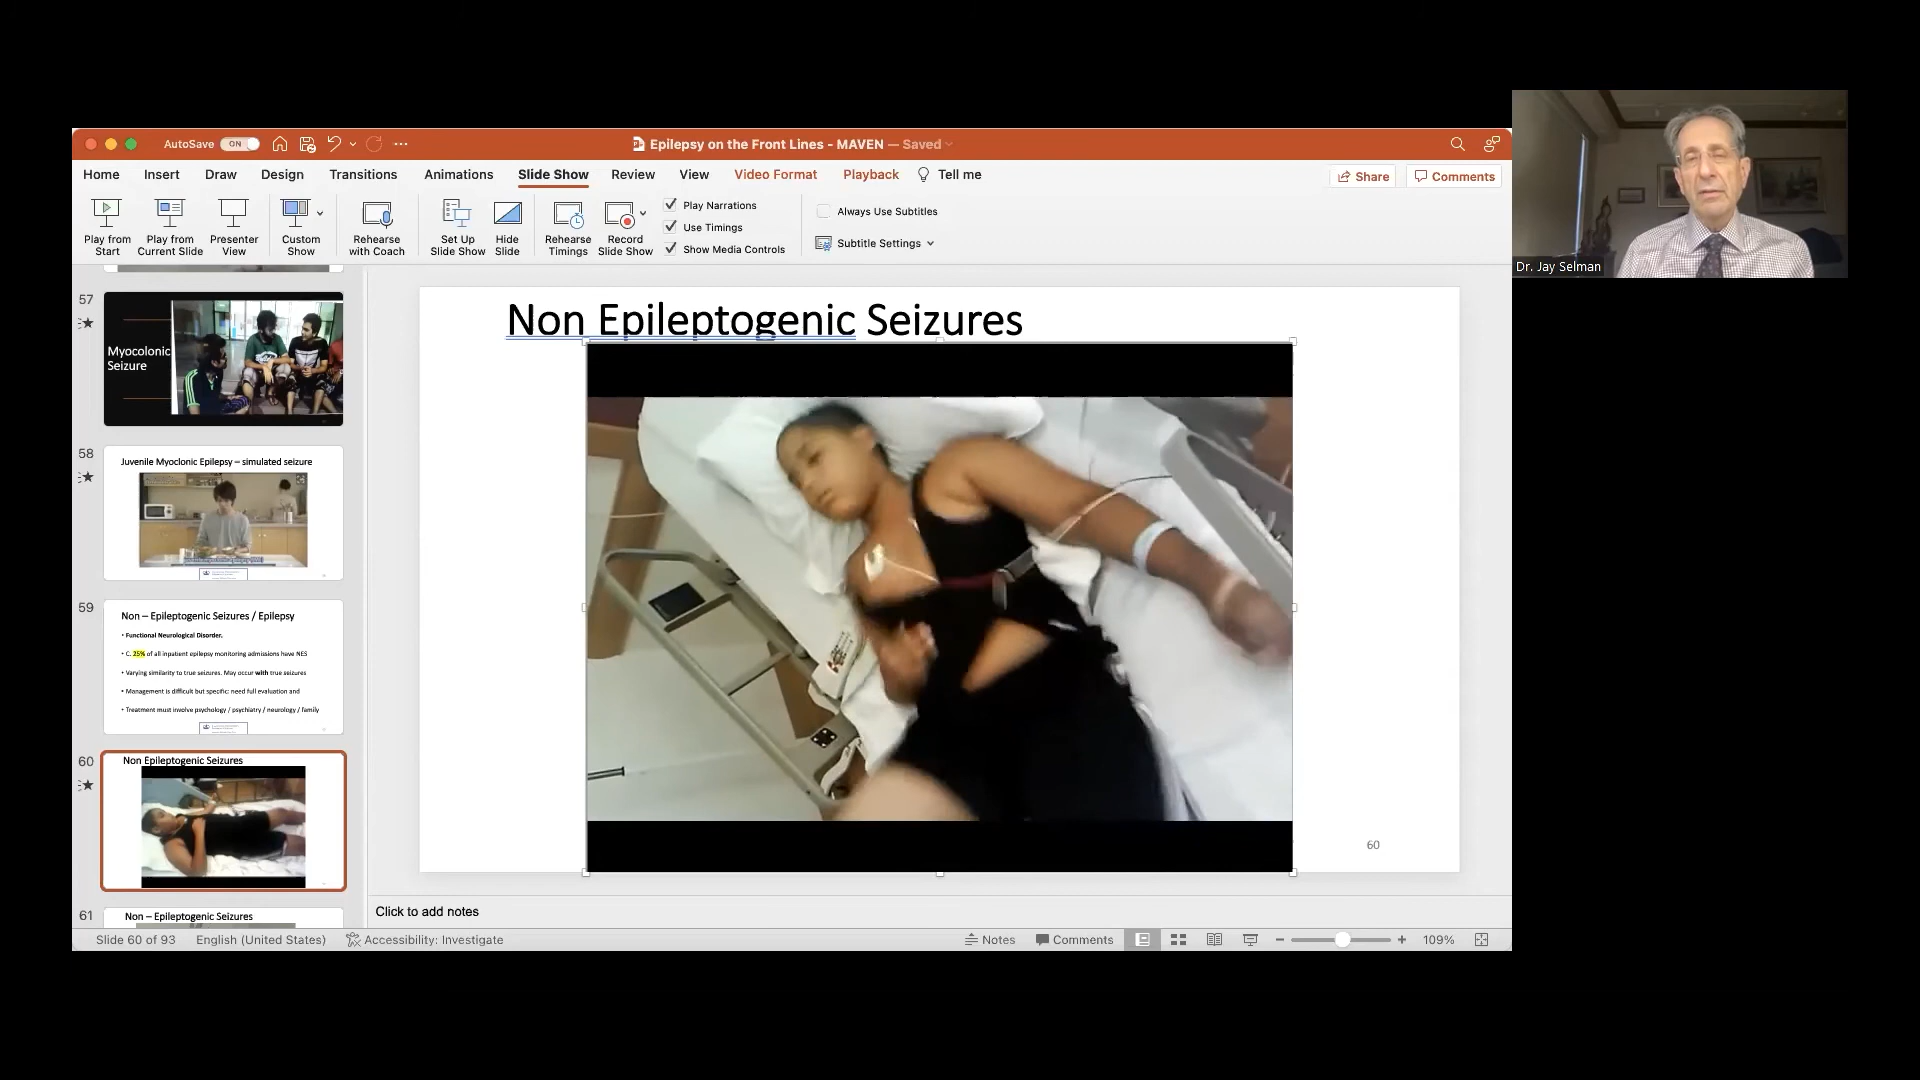 AutoSave ON Epilepsy on the Front Lines - MAVEN — Saved
Home Insert Draw Design Transitions Animations Slide Show Review View Video Format Playback Tell me Share Comments
Play from Start
Play from Current Slide
Presenter View
Custom Show
Rehearse with Coach
Set Up Slide Show
Hide Slide
Rehearse Timings
Record Slide Show
Play Narrations
Use Timings
Show Media Controls
Always Use Subtitles
Subtitle Settings
Dr. Jay Selman
57
Myocolonic
Seizure
58
Juvenile Myoclonic Epilepsy – simulated seizure
59
Non – Epileptogenic Seizures / Epilepsy
• Functional Neurological Disorder.
• C. 25% of all inpatient epilepsy monitoring admissions have NES
• Varying similarity to true seizures. May occur with true seizures
• Management is difficult but specific: need full evaluation and
• Treatment must involve psychology / psychiatry / neurology / family
60
Non Epileptogenic Seizures
61
Non – Epileptogenic Seizures
Non Epileptogenic Seizures
60
Click to add notes
Slide 60 of 93 English (United States) Accessibility: Investigate Notes Comments 109%